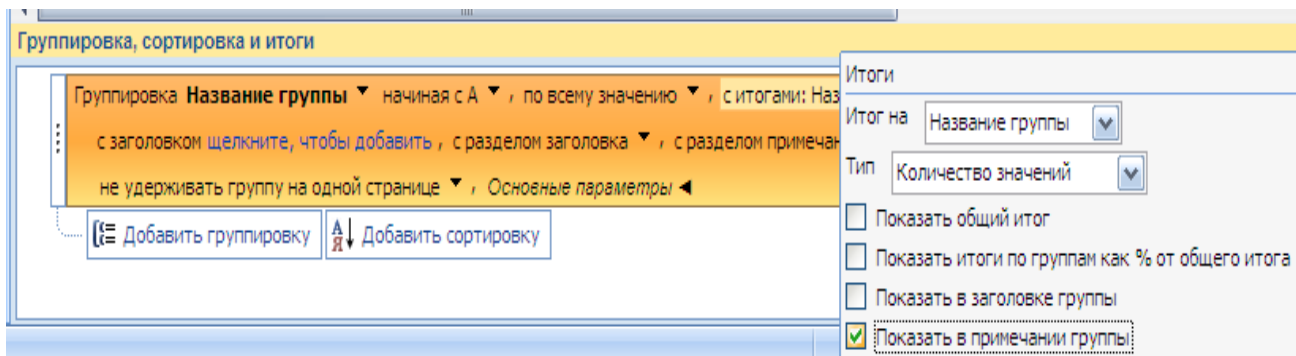 Группировка, сортировка и итоги
Группировка Название группы ▼ начиная с А ▼ , по всему значению ▼ , с итогами:
с заголовком щелкните, чтобы добавить , с разделом заголовка ▼ , с разделом
не удерживать группу на одной странице ▼ , Основные параметры ◄
Добавить группировку Добавить сортировку
Итоги
Итог на Название группы
Тип Количество значений
Показать общий итог
Показать итоги по группам как % от общего итога
Показать в заголовке группы
Показать в примечании группы